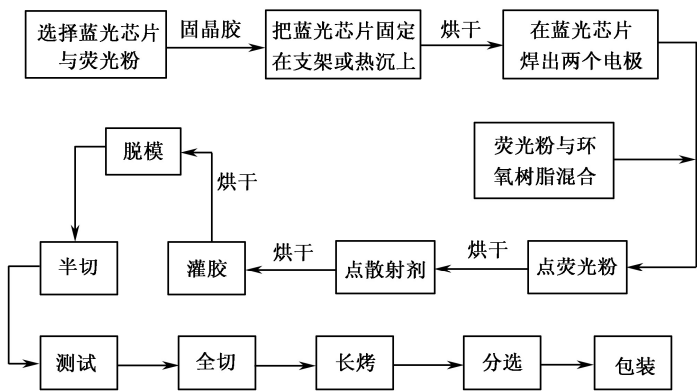 选择蓝光芯片
与荧光粉
固晶胶
把蓝光芯片固定
在支架或热沉上
烘干
在蓝光芯片
焊出两个电极
荧光粉与环
氧树脂混合
点荧光粉
烘干
点散射剂
烘干
灌胶
烘干
脱模
半切
测试
全切
长烤
分选
包装